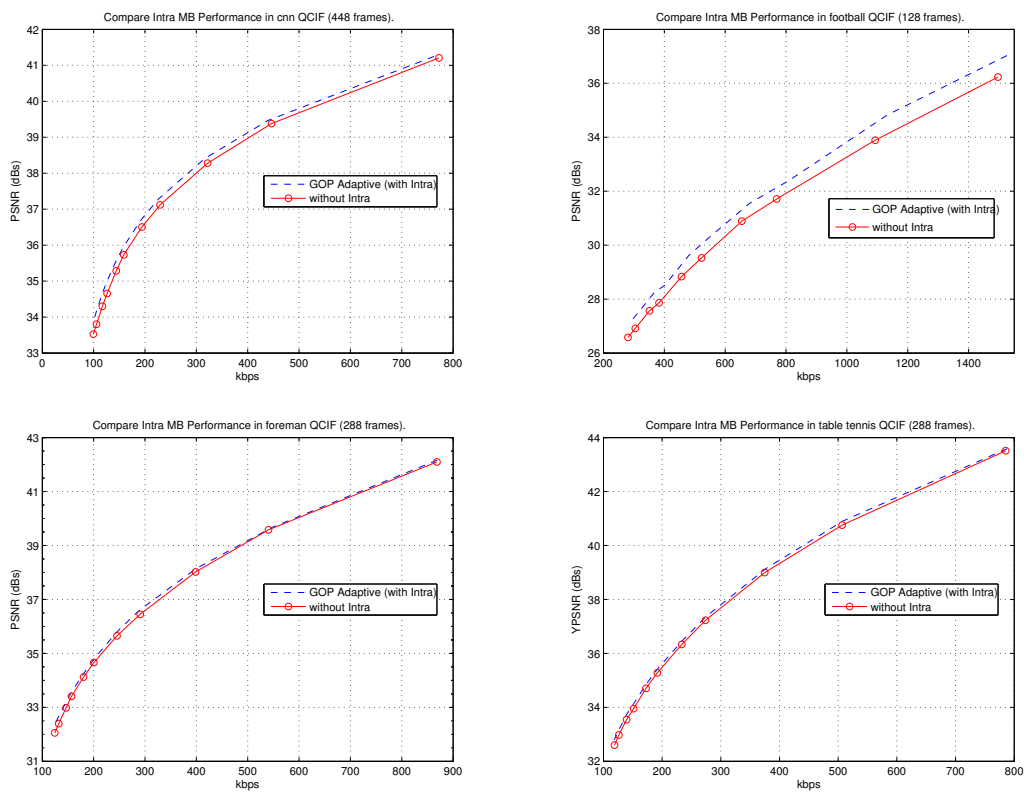 Compare Intra MB Performance in cnn QCIF (448 frames).
42
41
40
39
38
37
36
35
34
33
PSNR (dBs)
GOP Adaptive (with Intra)
without Intra
0 100 200 300 400 500 600 700 800
kbps
Compare Intra MB Performance in football QCIF (128 frames).
38
36
34
32
30
28
26
PSNR (dBs)
GOP Adaptive (with Intra)
without Intra
200 400 600 800 1000 1200 1400
kbps
Compare Intra MB Performance in foreman QCIF (288 frames).
43
41
39
37
35
33
31
PSNR (dBs)
GOP Adaptive (with Intra)
without Intra
100 200 300 400 500 600 700 800 900
kbps
Compare Intra MB Performance in table tennis QCIF (288 frames).
44
42
40
38
36
34
32
YPSNR (dBs)
GOP Adaptive (with Intra)
without Intra
100 200 300 400 500 600 700 800
kbps